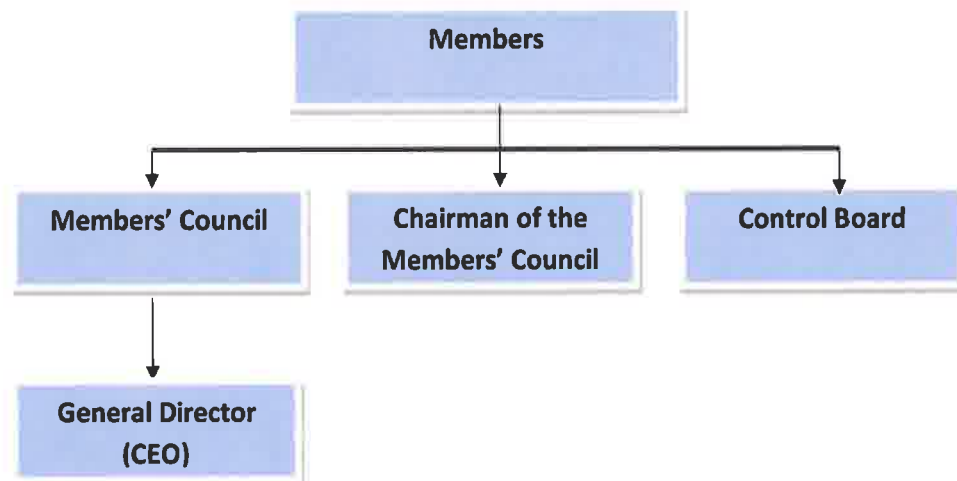 Members
Members’ Council
Chairman of the
Members’ Council
Control Board
General Director
(CEO)